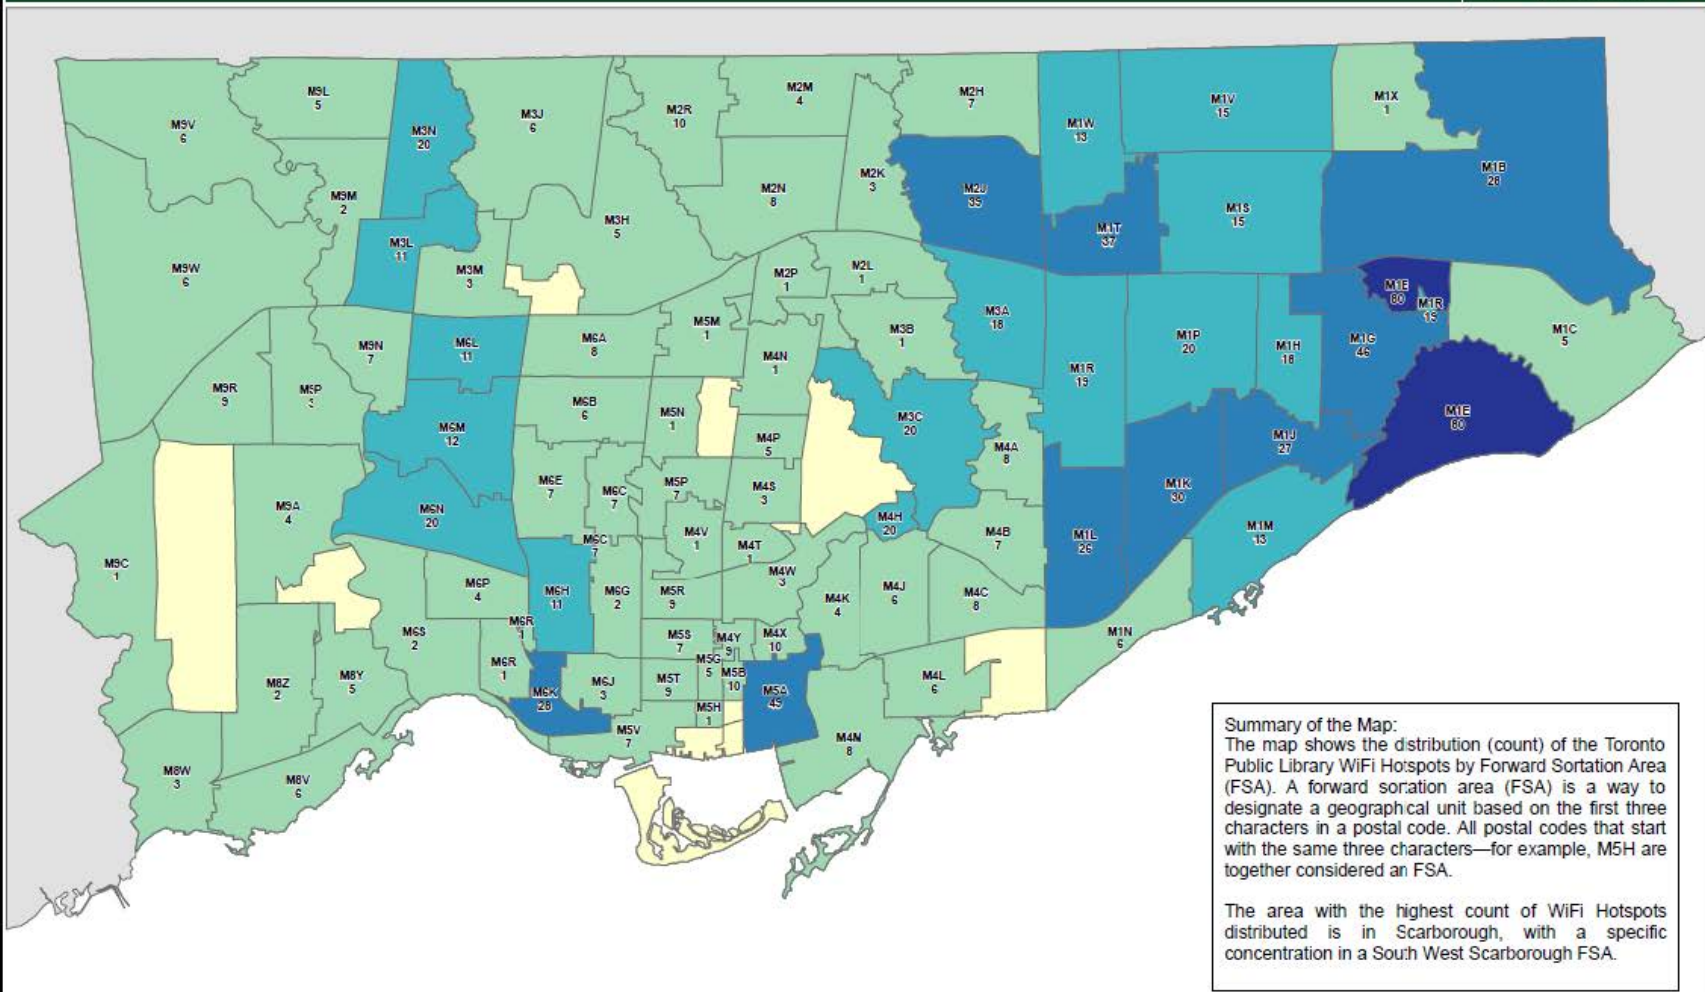 M9L
5
M9V
6
M3N
20
M3J
6
M2R
10
M2M
4
M2H
7
M1W
13
M1V
15
M1X
1
M9M
2
M2N
8
M2K
3
M2J
35
M1B
28
M3H
5
M1T
37
M1S
15
M3L
11
M9W
6
M3M
3
M2P
1
M2L
1
M1E
80
M1R
19
M3A
18
M5M
1
M3B
1
M1C
5
M9N
7
M6L
11
M6A
8
M4N
1
M1P
20
M1H
18
M1G
46
M1R
19
M9R
9
M9P
3
M6B
6
M5N
1
M3C
20
M1E
80
M6M
12
M4P
5
M4A
8
M1J
27
M6E
7
M6C
7
M5P
7
M4S
3
M1K
30
M9A
4
M6N
20
M4H
20
M4V
1
M4T
1
M4B
7
M1L
26
M1M
13
M6C
7
M9C
1
M6P
4
M6H
11
M6G
2
M5R
9
M4W
3
M4K
4
M4J
6
M4C
8
M6R
1
M6S
2
M5S
7
M4Y
9
M4X
10
M1N
6
M6R
1
M5G
5
M5B
10
M8Z
2
M8Y
5
M6K
28
M6J
3
M5T
9
M5A
49
M4L
6
M5H
1
M5V
7
M4M
8
M8W
3
M8V
6
Summary of the Map:
The map shows the distribution (count) of the Toronto
Public Library WiFi Hotspots by Forward Sortation Area
(FSA). A forward sortation area (FSA) is a way to
designate a geographical unit based on the first three
characters in a postal code. All postal codes that start
with the same three characters—for example, M5H are
together considered an FSA.
The area with the highest count of WiFi Hotspots
distributed is in Scarborough, with a specific
concentration in a South West Scarborough FSA.